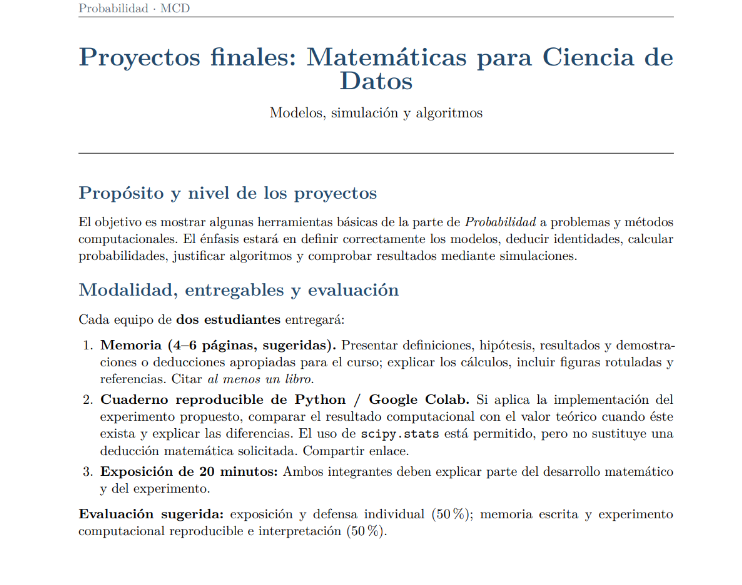 Probabilidad · MCD
Proyectos finales: Matemáticas para Ciencia de
Datos
Modelos, simulación y algoritmos
Propósito y nivel de los proyectos
El objetivo es mostrar algunas herramientas básicas de la parte de Probabilidad a problemas y métodos
computacionales. El énfasis estará en definir correctamente los modelos, deducir identidades, calcular
probabilidades, justificar algoritmos y comprobar resultados mediante simulaciones.
Modalidad, entregables y evaluación
Cada equipo de dos estudiantes entregará:
1. Memoria (4–6 páginas, sugeridas). Presentar definiciones, hipótesis, resultados y demostra-
ciones o deducciones apropiadas para el curso; explicar los cálculos, incluir figuras rotuladas y
referencias. Citar al menos un libro.
2. Cuaderno reproducible de Python / Google Colab. Si aplica la implementación del
experimento propuesto, comparar el resultado computacional con el valor teórico cuando éste
exista y explicar las diferencias. El uso de scipy.stats está permitido, pero no sustituye una
deducción matemática solicitada. Compartir enlace.
3. Exposición de 20 minutos: Ambos integrantes deben explicar parte del desarrollo matemático
y del experimento.
Evaluación sugerida: exposición y defensa individual (50 %); memoria escrita y experimento
computacional reproducible e interpretación (50 %).